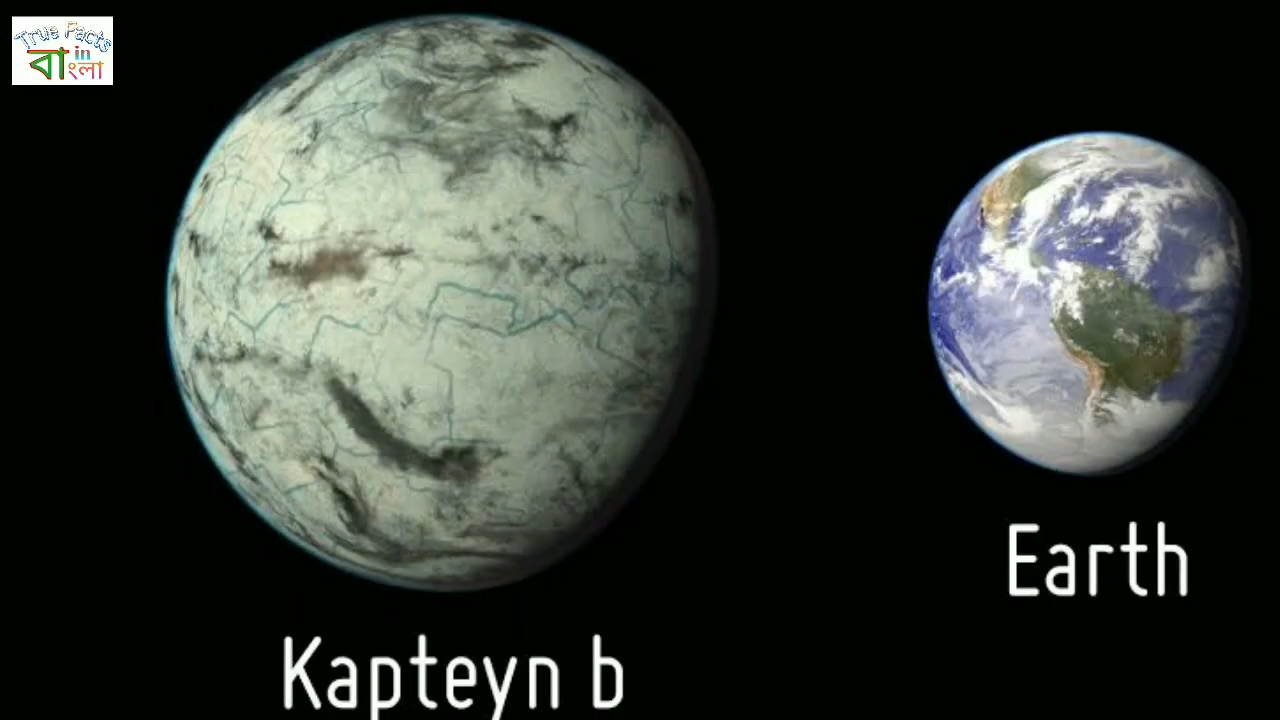 True Facts
in
বাংলা
Earth
Kapteyn b